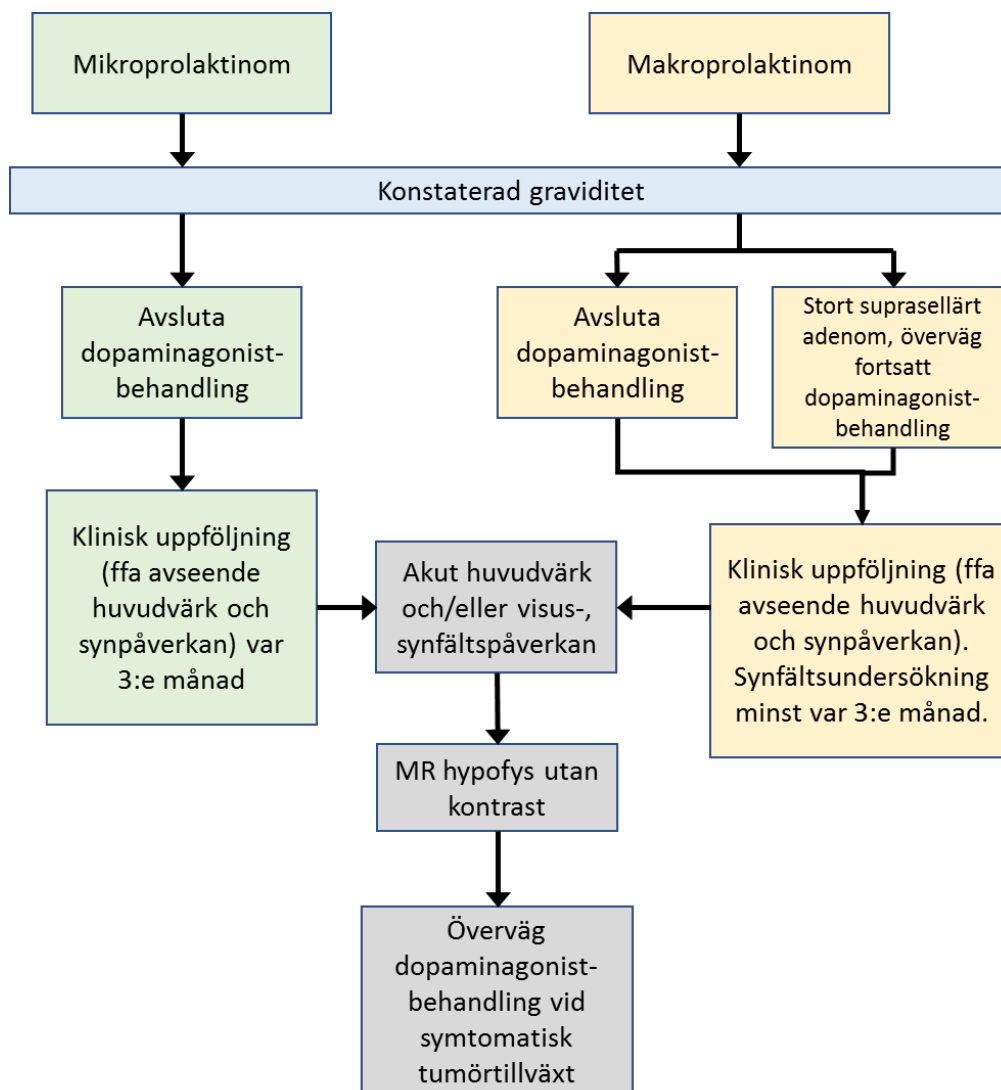 Mikroprolaktinom
Makroprolaktinom
Konstaterad graviditet
Avsluta
dopaminagonist-
behandling
Avsluta
dopaminagonist-
behandling
Stort suprasellärt
adenom, överväg
fortsatt
dopaminagonist-
behandling
Klinisk uppföljning
(ffa avseende
huvudvärk och
synpåverkan) var
3:e månad
Akut huvudvärk
och/eller visus-,
synfältspåverkan
Klinisk uppföljning (ffa
avseende huvudvärk
och synpåverkan).
Synfältsundersökning
minst var 3:e månad.
MR hypofys utan
kontrast
Överväg
dopaminagonist-
behandling vid
symtomatisk
tumörtillväxt